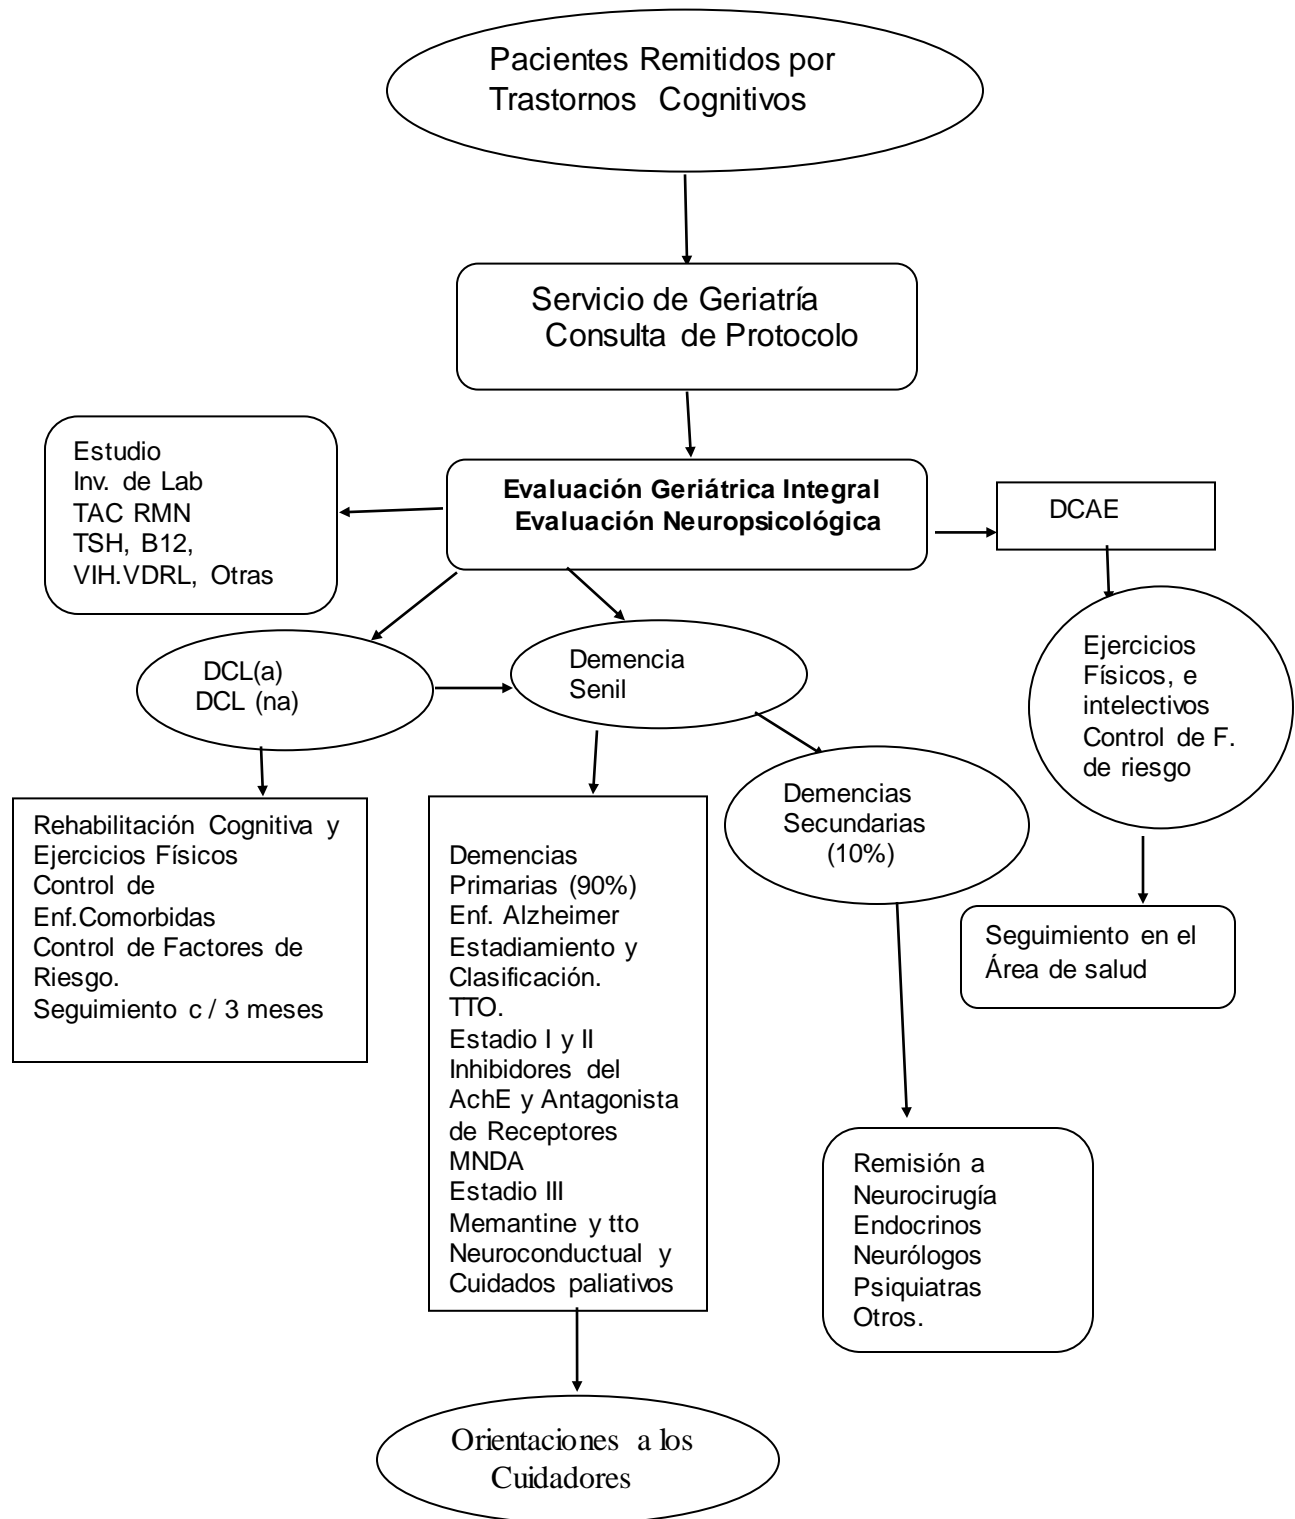 Pacientes Remitidos por
Trastornos Cognitivos
Servicio de Geriatría
Consulta de Protocolo
Estudio
Inv. de Lab
TAC RMN
TSH, B12,
VIH.VDRL, Otras
Evaluación Geriátrica Integral
Evaluación Neuropsicológica
DCAE
DCL(a)
DCL (na)
Demencia
Senil
Ejercicios
Físicos, e
intelectivos
Control de F.
de riesgo
Rehabilitación Cognitiva y
Ejercicios Físicos
Control de
Enf.Comorbidas
Control de Factores de
Riesgo.
Seguimiento c / 3 meses
Demencias
Primarias (90%)
Enf. Alzheimer
Estadiamiento y
Clasificación.
TTO.
Estadio I y II
Inhibidores del
AchE y Antagonista
de Receptores
MNDA
Estadio III
Memantine y tto
Neuroconductual y
Cuidados paliativos
Demencias
Secundarias
(10%)
Seguimiento en el
Área de salud
Remisión a
Neurocirugía
Endocrinos
Neurólogos
Psiquiatras
Otros.
Orientaciones a los
Cuidadores